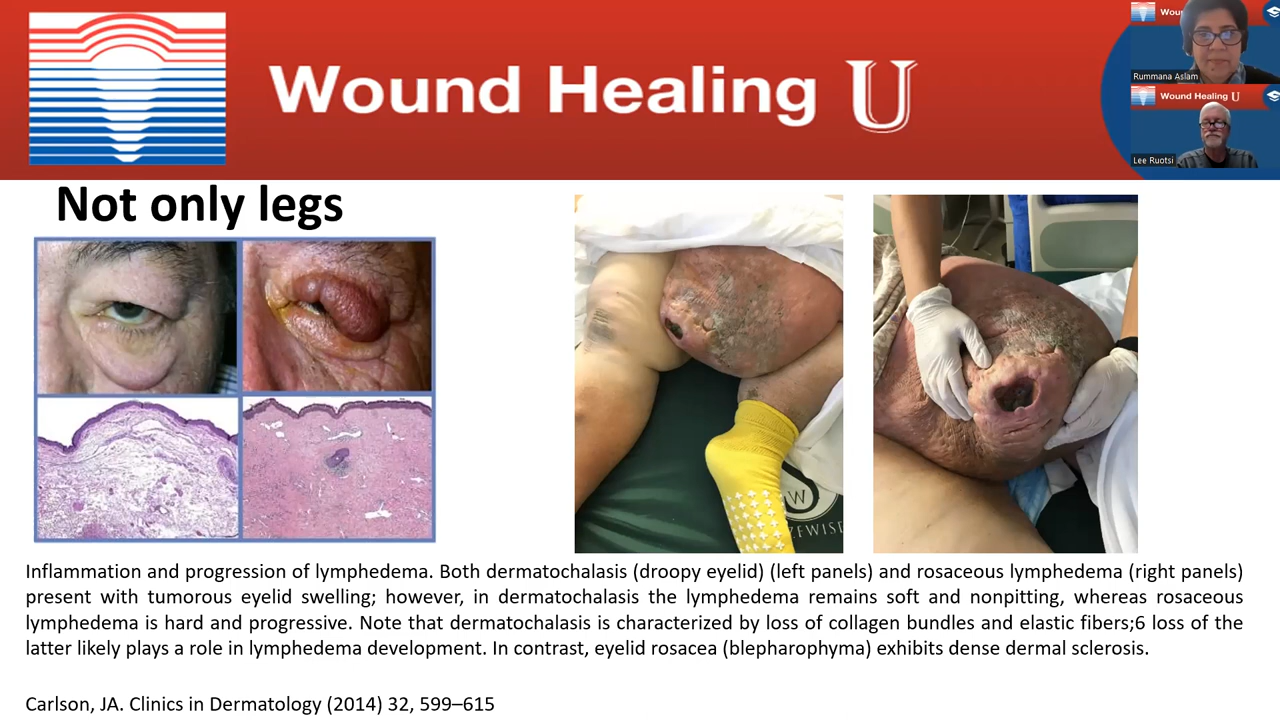 Wound Healing U
Wou
Rummana Aslam
Wound Healing U
Lee Ruotsi
Not only legs
W
Inflammation and progression of lymphedema. Both dermatochalasis (droopy eyelid) (left panels) and rosaceous lymphedema (right panels)
present with tumorous eyelid swelling; however, in dermatochalasis the lymphedema remains soft and nonpitting, whereas rosaceous
lymphedema is hard and progressive. Note that dermatochalasis is characterized by loss of collagen bundles and elastic fibers;6 loss of the
latter likely plays a role in lymphedema development. In contrast, eyelid rosacea (blepharophyma) exhibits dense dermal sclerosis.
Carlson, JA. Clinics in Dermatology (2014) 32, 599–615